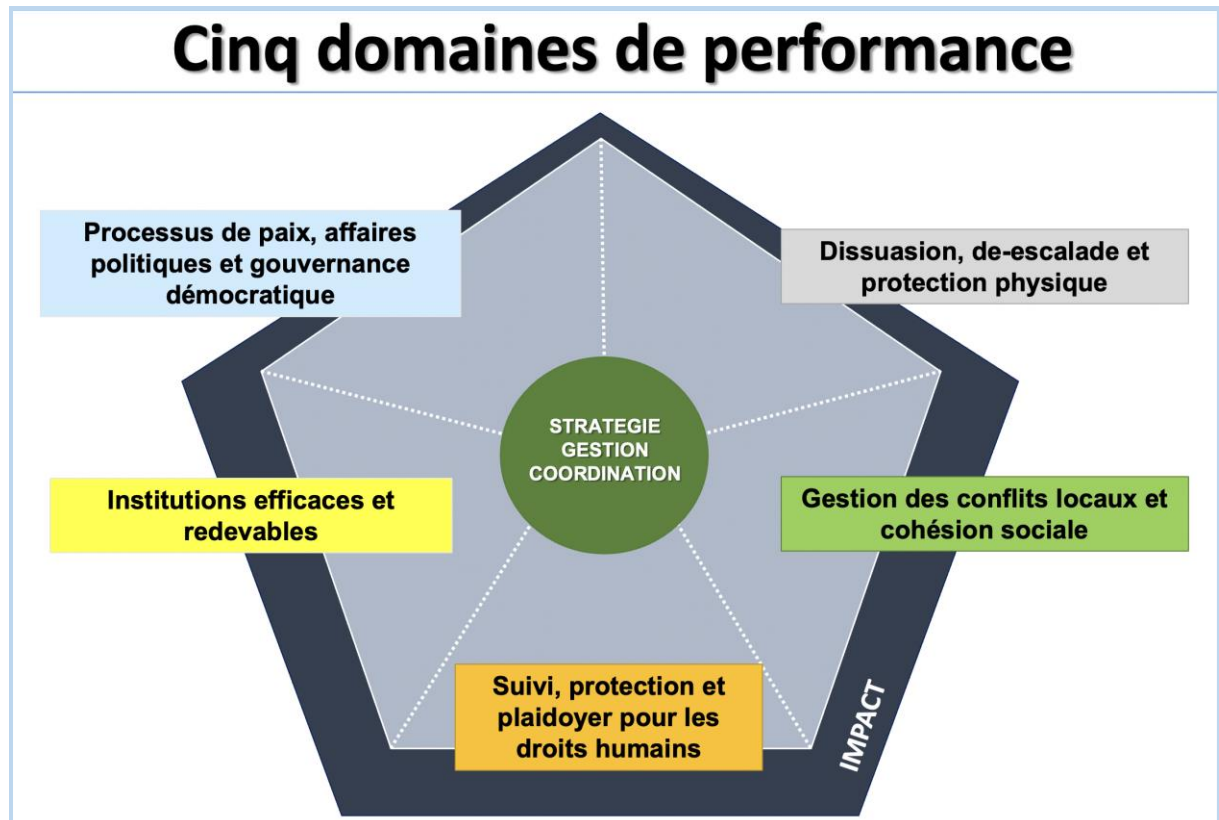 Cinq domaines de performance
Processus de paix, affaires
politiques et gouvernance
démocratique
Dissuasion, de-escalade et
protection physique
STRATEGIE
GESTION
COORDINATION
Institutions efficaces et
redevables
Gestion des conflits locaux et
cohésion sociale
Suivi, protection et
plaidoyer pour les
droits humains
IMPACT